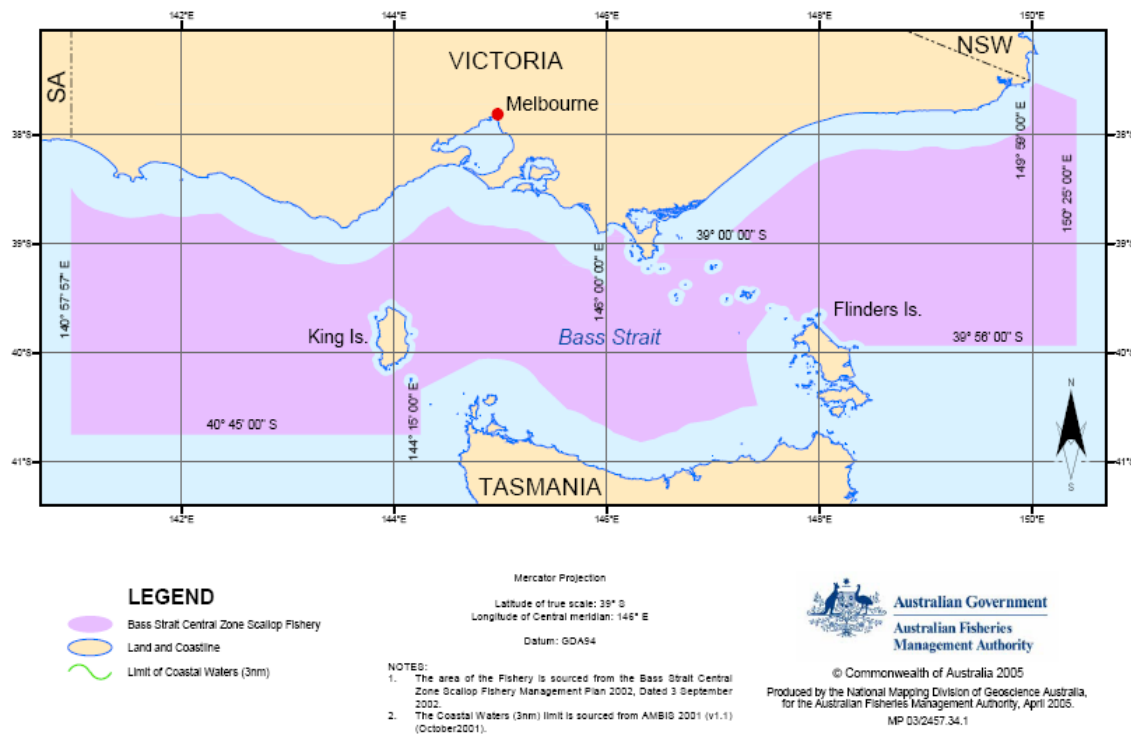 142°E 144°E 146°E 148°E 150°E
SA
VICTORIA
NSW
Melbourne
38°S 38°S
149° 59' 00" E
150° 25' 00" E
39° 00' 00" S
39°S 39°S
140° 57' 57" E
146° 00' 00" E
King Is.
Bass Strait
Flinders Is.
39° 56' 00" S
40°S 40°S
144° 15' 00" E
40° 45' 00" S
N
S
41°S 41°S
TASMANIA
142°E 144°E 146°E 148°E 150°E
LEGEND
Bass Strait Central Zone Scallop Fishery
Land and Coastline
Limit of Coastal Waters (3nm)
Mercator Projection
Latitude of true scale: 39° S
Longitude of Central meridian: 146° E
Datum: GDA94
NOTES:
1. The area of the Fishery is sourced from the Bass Strait Central
Zone Scallop Fishery Management Plan 2002, Dated 3 September
2002.
2. The Coastal Waters (3nm) limit is sourced from AMBIS 2001 (v1.1)
(October2001).
Australian Government
Australian Fisheries
Management Authority
© Commonwealth of Australia 2005
Produced by the National Mapping Division of Geoscience Australia,
for the Australian Fisheries Management Authority, April 2005.
MP 03/2457.34.1